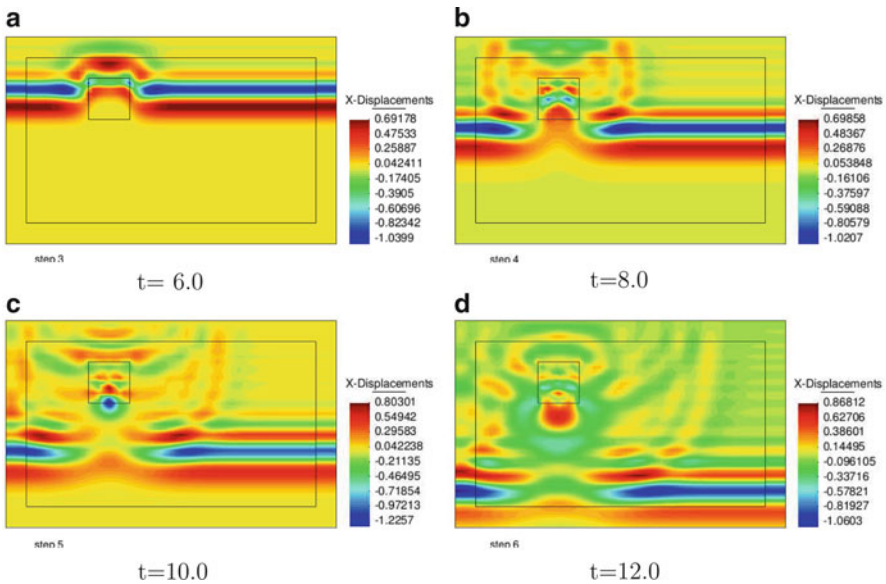 a
X-Displacements
0.69178
0.47533
0.25887
0.042411
-0.17405
-0.3905
-0.60696
-0.82342
-1.0399
step 3
t= 6.0
b
X-Displacements
0.69858
0.48367
0.26876
0.053848
-0.16106
-0.37597
-0.59088
-0.80579
-1.0207
step 4
t=8.0
c
X-Displacements
0.80301
0.54942
0.29583
0.042238
-0.21135
-0.46495
-0.71854
-0.97213
-1.2257
step 5
t=10.0
d
X-Displacements
0.86812
0.62706
0.38601
0.14495
-0.096105
-0.33716
-0.57821
-0.81927
-1.0603
step 6
t=12.0